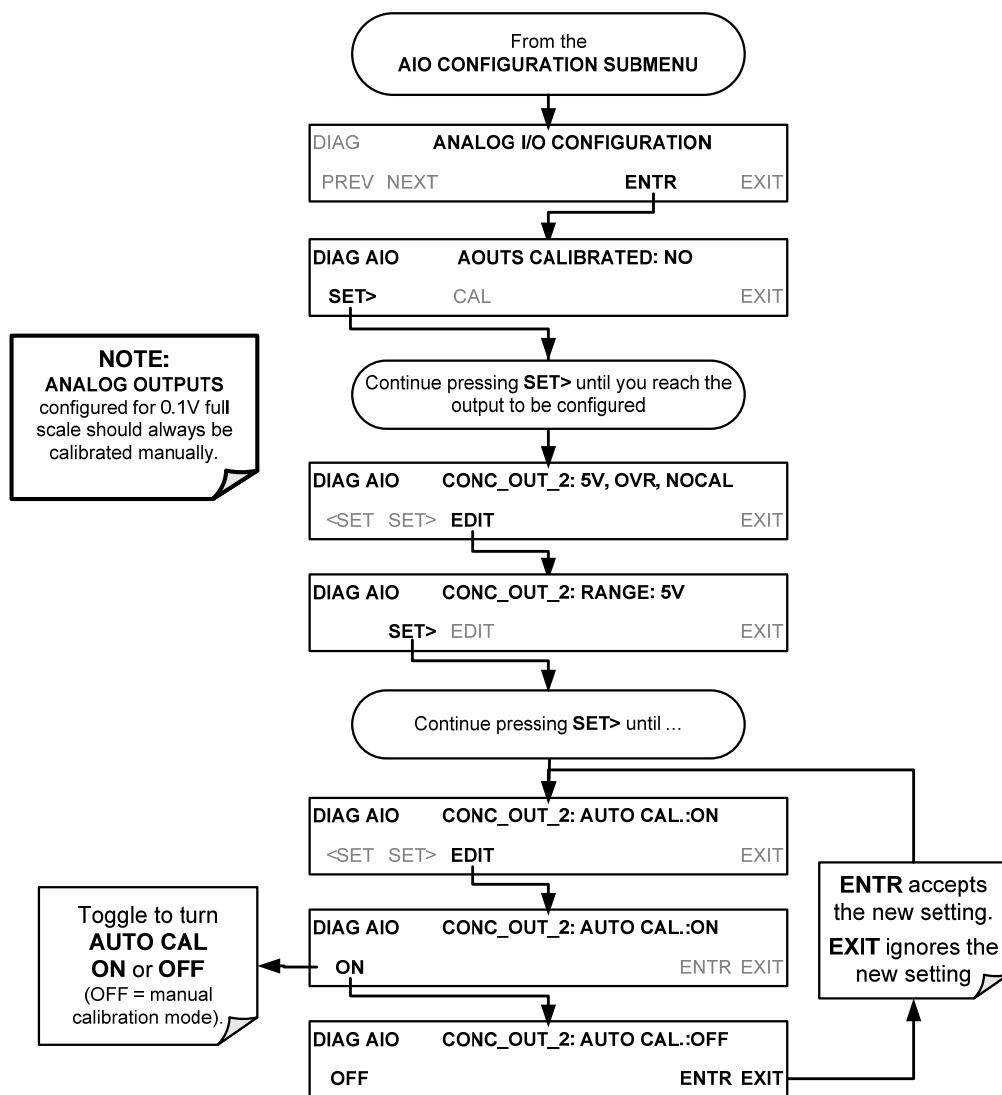 From the
AIO CONFIGURATION SUBMENU
DIAG ANALOG I/O CONFIGURATION
PREV NEXT ENTR EXIT
DIAG AIO AOUTS CALIBRATED: NO
SET> CAL EXIT
NOTE:
ANALOG OUTPUTS
configured for 0.1V full
scale should always be
calibrated manually.
Continue pressing SET> until you reach the
output to be configured
DIAG AIO CONC_OUT_2: 5V, OVR, NOCAL
<SET SET> EDIT EXIT
DIAG AIO CONC_OUT_2: RANGE: 5V
SET> EDIT EXIT
Continue pressing SET> until ...
DIAG AIO CONC_OUT_2: AUTO CAL.:ON
<SET SET> EDIT EXIT
ENTR accepts
the new setting.
EXIT ignores the
new setting
Toggle to turn
AUTO CAL
ON or OFF
(OFF = manual
calibration mode).
DIAG AIO CONC_OUT_2: AUTO CAL.:ON
ON ENTR EXIT
DIAG AIO CONC_OUT_2: AUTO CAL.:OFF
OFF ENTR EXIT